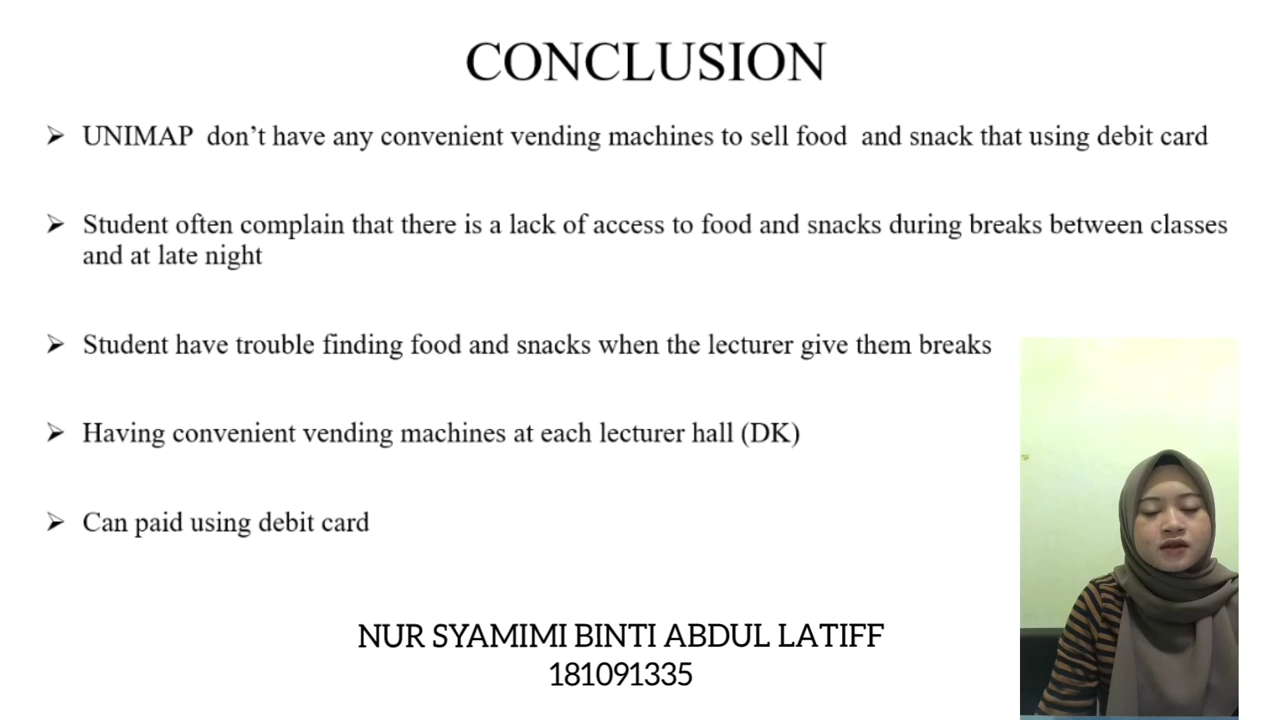 CONCLUSION
➢ UNIMAP don’t have any convenient vending machines to sell food and snack that using debit card
➢ Student often complain that there is a lack of access to food and snacks during breaks between classes
and at late night
➢ Student have trouble finding food and snacks when the lecturer give them breaks
➢ Having convenient vending machines at each lecturer hall (DK)
➢ Can paid using debit card
NUR SYAMIMI BINTI ABDUL LATIFF
181091335